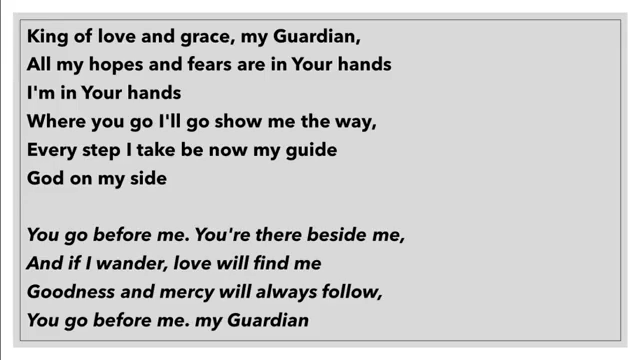 King of love and grace, my Guardian,
All my hopes and fears are in Your hands
I'm in Your hands
Where you go I'll go show me the way,
Every step I take be now my guide
God on my side
You go before me. You're there beside me,
And if I wander, love will find me
Goodness and mercy will always follow,
You go before me. my Guardian